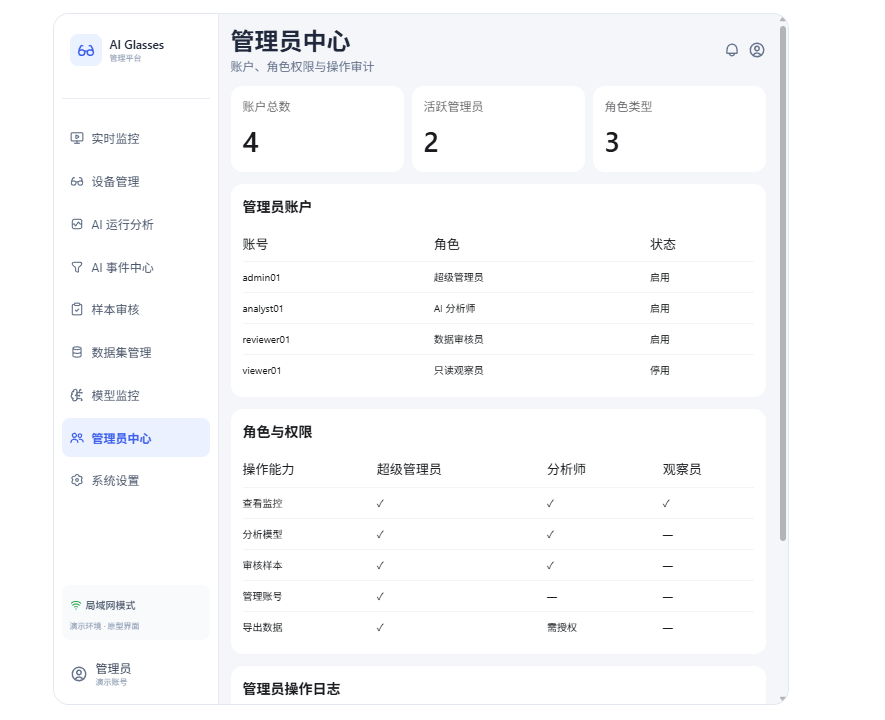 AI Glasses
管理平台
实时监控
设备管理
AI 运行分析
AI 事件中心
样本审核
数据集管理
模型监控
管理员中心
系统设置
局域网模式
演示环境 · 原型界面
管理员
演示账号
管理员中心
账户、角色权限与操作审计
账户总数 活跃管理员 角色类型
4 2 3
管理员账户
账号 角色 状态
admin01 超级管理员 启用
analyst01 AI 分析师 启用
reviewer01 数据审核员 启用
viewer01 只读观察员 停用
角色与权限
操作能力 超级管理员 分析师 观察员
查看监控 ✓ ✓ ✓
分析模型 ✓ ✓ —
审核样本 ✓ ✓ —
管理账号 ✓ — —
导出数据 ✓ 需授权 —
管理员操作日志